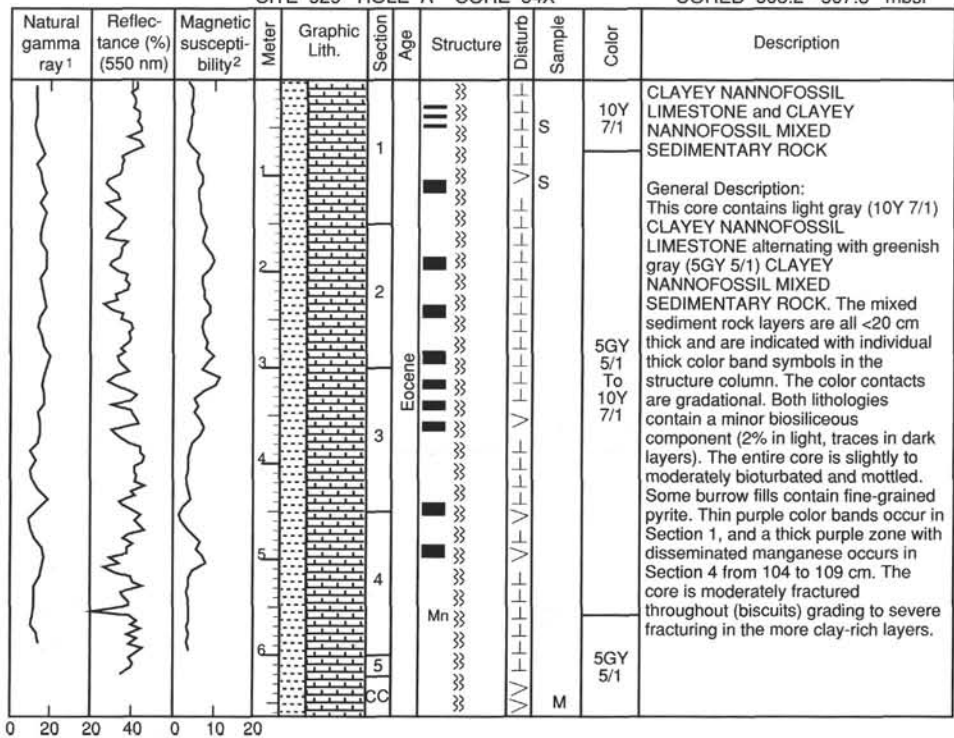 Natural gamma ray 1
Reflec-tance (%) (550 nm)
Magnetic suscepti-bility2
Meter
Graphic Lith.
Section
Age
Structure
Disturb
Sample
Color
Description
1
2
3
4
5
6
1
2
3
4
5
CC
Eocene
Mn
S
S
M
10Y
7/1
5GY
5/1
To
10Y
7/1
5GY
5/1
CLAYEY NANNOFOSSIL
LIMESTONE and CLAYEY
NANNOFOSSIL MIXED
SEDIMENTARY ROCK
General Description:
This core contains light gray (10Y 7/1)
CLAYEY NANNOFOSSIL
LIMESTONE alternating with greenish
gray (5GY 5/1) CLAYEY
NANNOFOSSIL MIXED
SEDIMENTARY ROCK. The mixed
sediment rock layers are all <20 cm
thick and are indicated with individual
thick color band symbols in the
structure column. The color contacts
are gradational. Both lithologies
contain a minor biosiliceous
component (2% in light, traces in dark
layers). The entire core is slightly to
moderately bioturbated and mottled.
Some burrow fills contain fine-grained
pyrite. Thin purple color bands occur in
Section 1, and a thick purple zone with
disseminated manganese occurs in
Section 4 from 104 to 109 cm. The
core is moderately fractured
throughout (biscuits) grading to severe
fracturing in the more clay-rich layers.
0 10 20 40 0 10 20